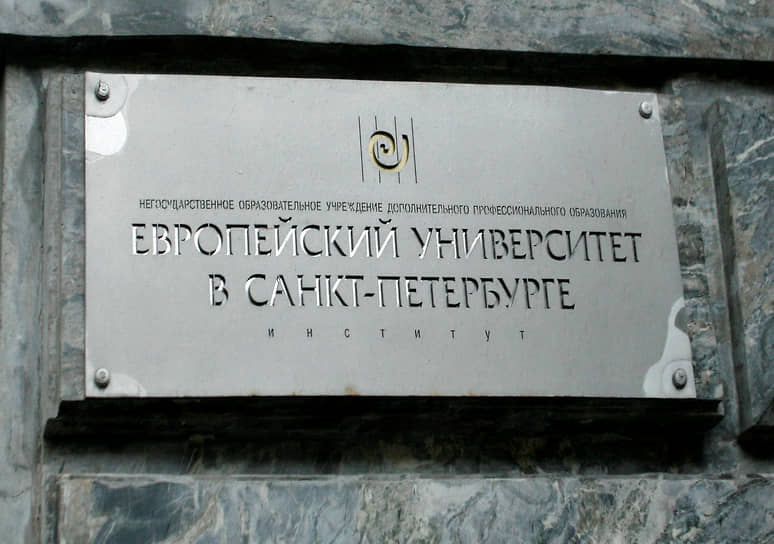 НЕГОСУДАРСТВЕННОЕ ОБРАЗОВАТЕЛЬНОЕ УЧРЕЖДЕНИЕ ДОПОЛНИТЕЛЬНОГО ПРОФЕССИОНАЛЬНОГО ОБРАЗОВАНИЯ
ЕВРОПЕЙСКИЙ УНИВЕРСИТЕТ
В САНКТ-ПЕТЕРБУРГЕ
институт